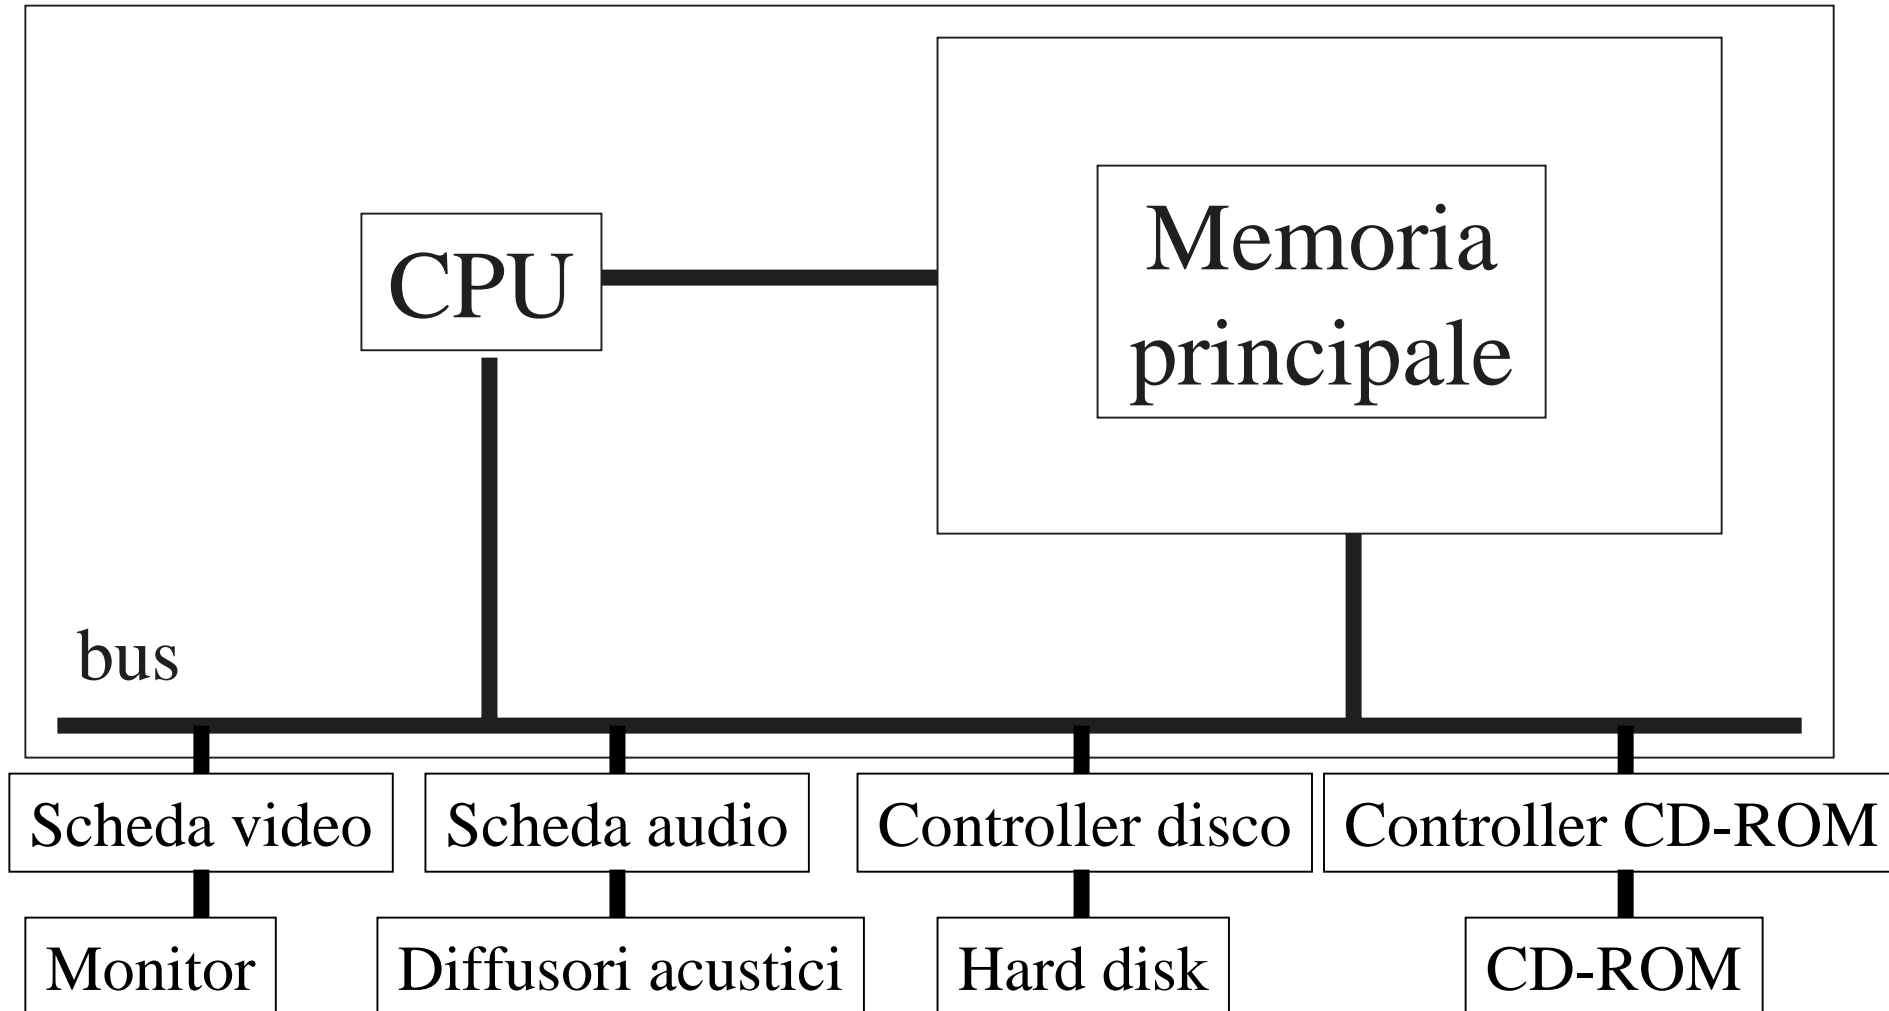 CPU
Memoria
principale
bus
Scheda video
Scheda audio
Controller disco
Controller CD-ROM
Monitor
Diffusori acustici
Hard disk
CD-ROM